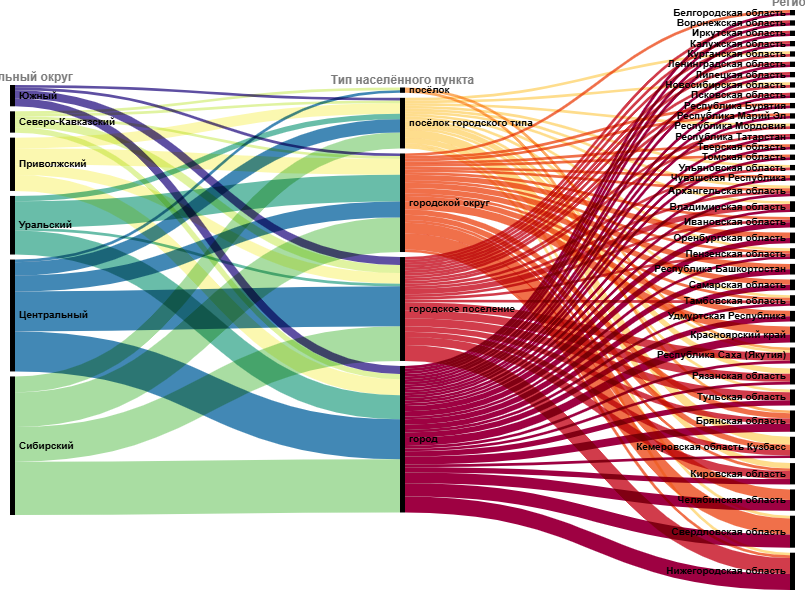 льный округ
Южный
Северо-Кавказский
Приволжский
Уральский
Центральный
Сибирский
Тип населённого пункта
посёлок
посёлок городского типа
городской округ
городское поселение
город
Регио
Белгородская область
Воронежская область
Иркутская область
Калужская область
Курганская область
Ленинградская область
Липецкая область
Новосибирская область
Псковская область
Республика Бурятия
Республика Марий Эл
Республика Мордовия
Республика Татарстан
Тверская область
Томская область
Ульяновская область
Чувашская Республика
Архангельская область
Владимирская область
Ивановская область
Оренбургская область
Пензенская область
Республика Башкортостан
Самарская область
Тамбовская область
Удмуртская Республика
Красноярский край
Республика Саха (Якутия)
Рязанская область
Тульская область
Брянская область
Кемеровская область Кузбасс
Кировская область
Челябинская область
Свердловская область
Нижегородская область